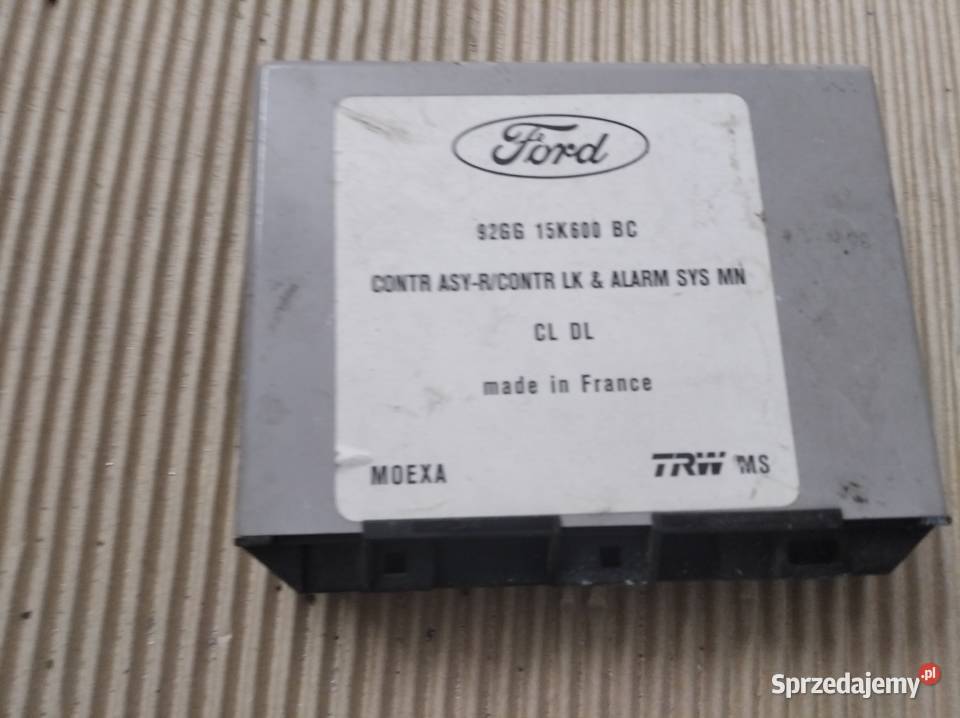 Ford
92GG 15K600 BC
CONTR ASY-R/CONTR LK & ALARM SYS MN
CL DL
made in France
MOEXA
TRW MS
Sprzedajemy.pl